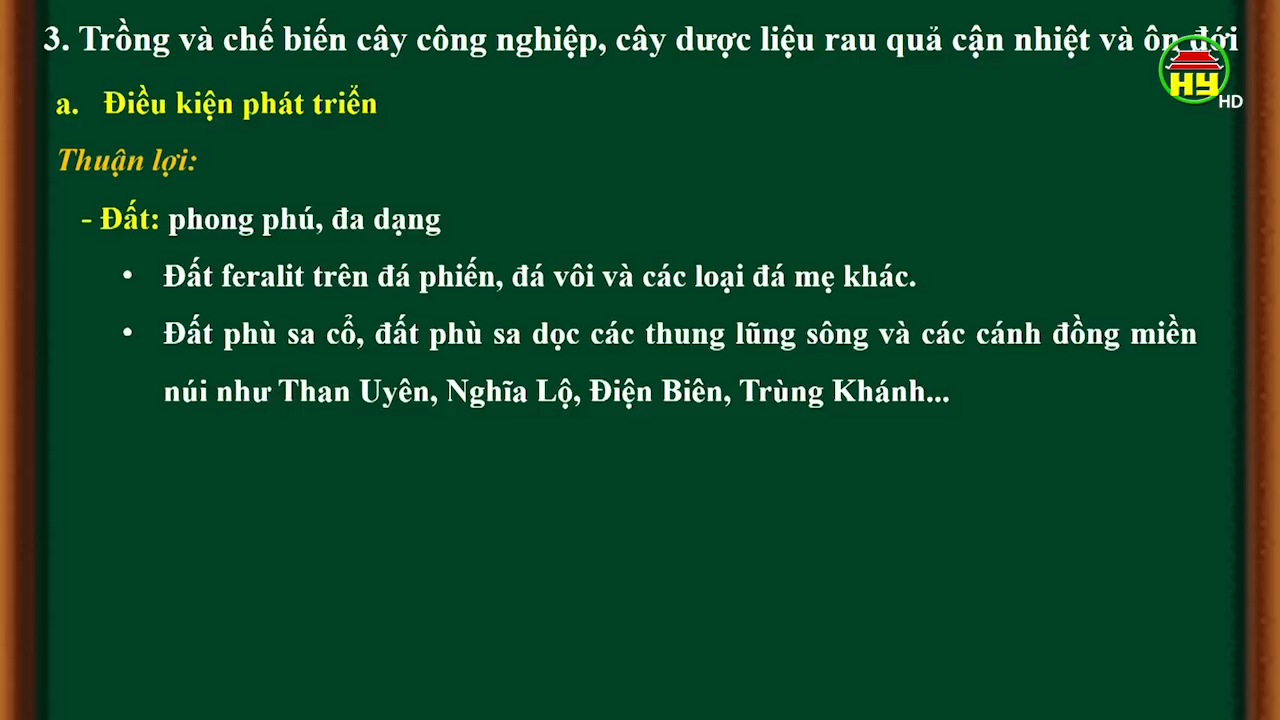 3. Trồng và chế biến cây công nghiệp, cây dược liệu rau quả cận nhiệt và ôn đới
a. Điều kiện phát triển
Thuận lợi:
- Đất: phong phú, đa dạng
• Đất feralit trên đá phiến, đá vôi và các loại đá mẹ khác.
• Đất phù sa cổ, đất phù sa dọc các thung lũng sông và các cánh đồng miền
núi như Than Uyên, Nghĩa Lộ, Điện Biên, Trùng Khánh...
HY
HD